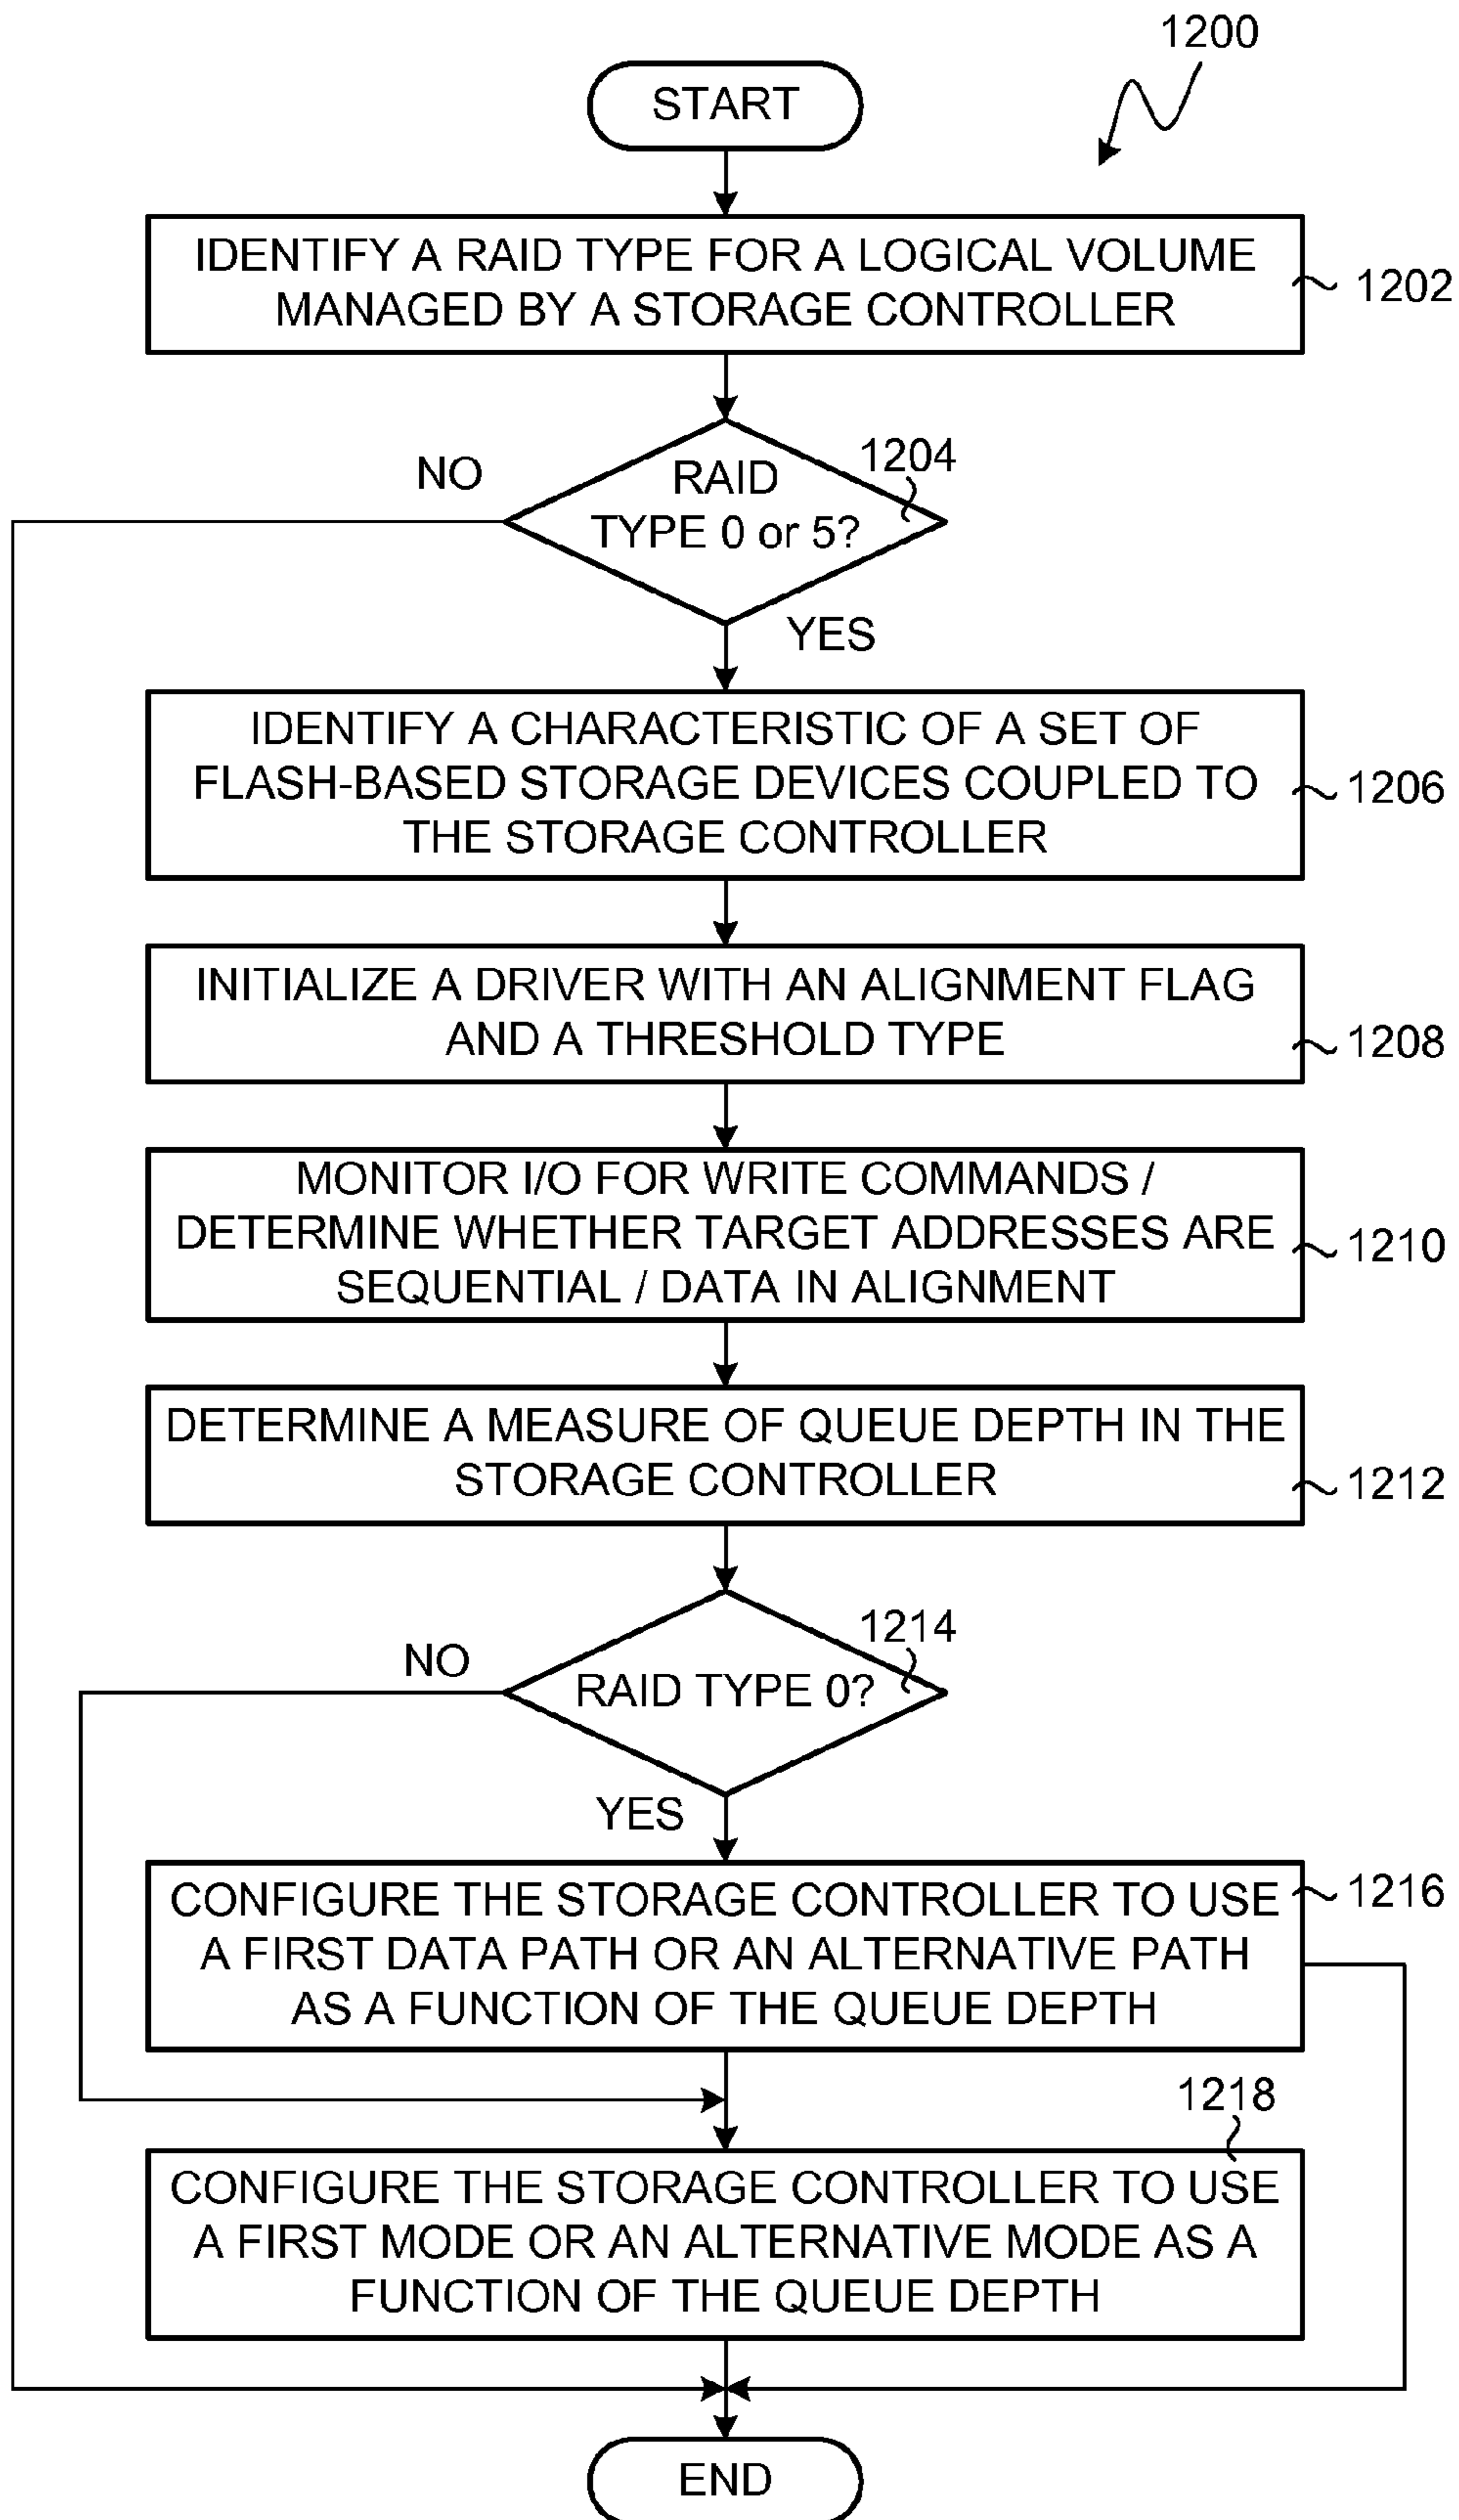 1200
START
IDENTIFY A RAID TYPE FOR A LOGICAL VOLUME
MANAGED BY A STORAGE CONTROLLER
1202
NO
1204
RAID
TYPE 0 or 5?
YES
IDENTIFY A CHARACTERISTIC OF A SET OF
FLASH-BASED STORAGE DEVICES COUPLED TO
THE STORAGE CONTROLLER
1206
INITIALIZE A DRIVER WITH AN ALIGNMENT FLAG
AND A THRESHOLD TYPE
1208
MONITOR I/O FOR WRITE COMMANDS /
DETERMINE WHETHER TARGET ADDRESSES ARE
SEQUENTIAL / DATA IN ALIGNMENT
1210
DETERMINE A MEASURE OF QUEUE DEPTH IN THE
STORAGE CONTROLLER
1212
NO
1214
RAID TYPE 0?
YES
CONFIGURE THE STORAGE CONTROLLER TO USE
A FIRST DATA PATH OR AN ALTERNATIVE PATH
AS A FUNCTION OF THE QUEUE DEPTH
1216
1218
CONFIGURE THE STORAGE CONTROLLER TO USE
A FIRST MODE OR AN ALTERNATIVE MODE AS A
FUNCTION OF THE QUEUE DEPTH
END